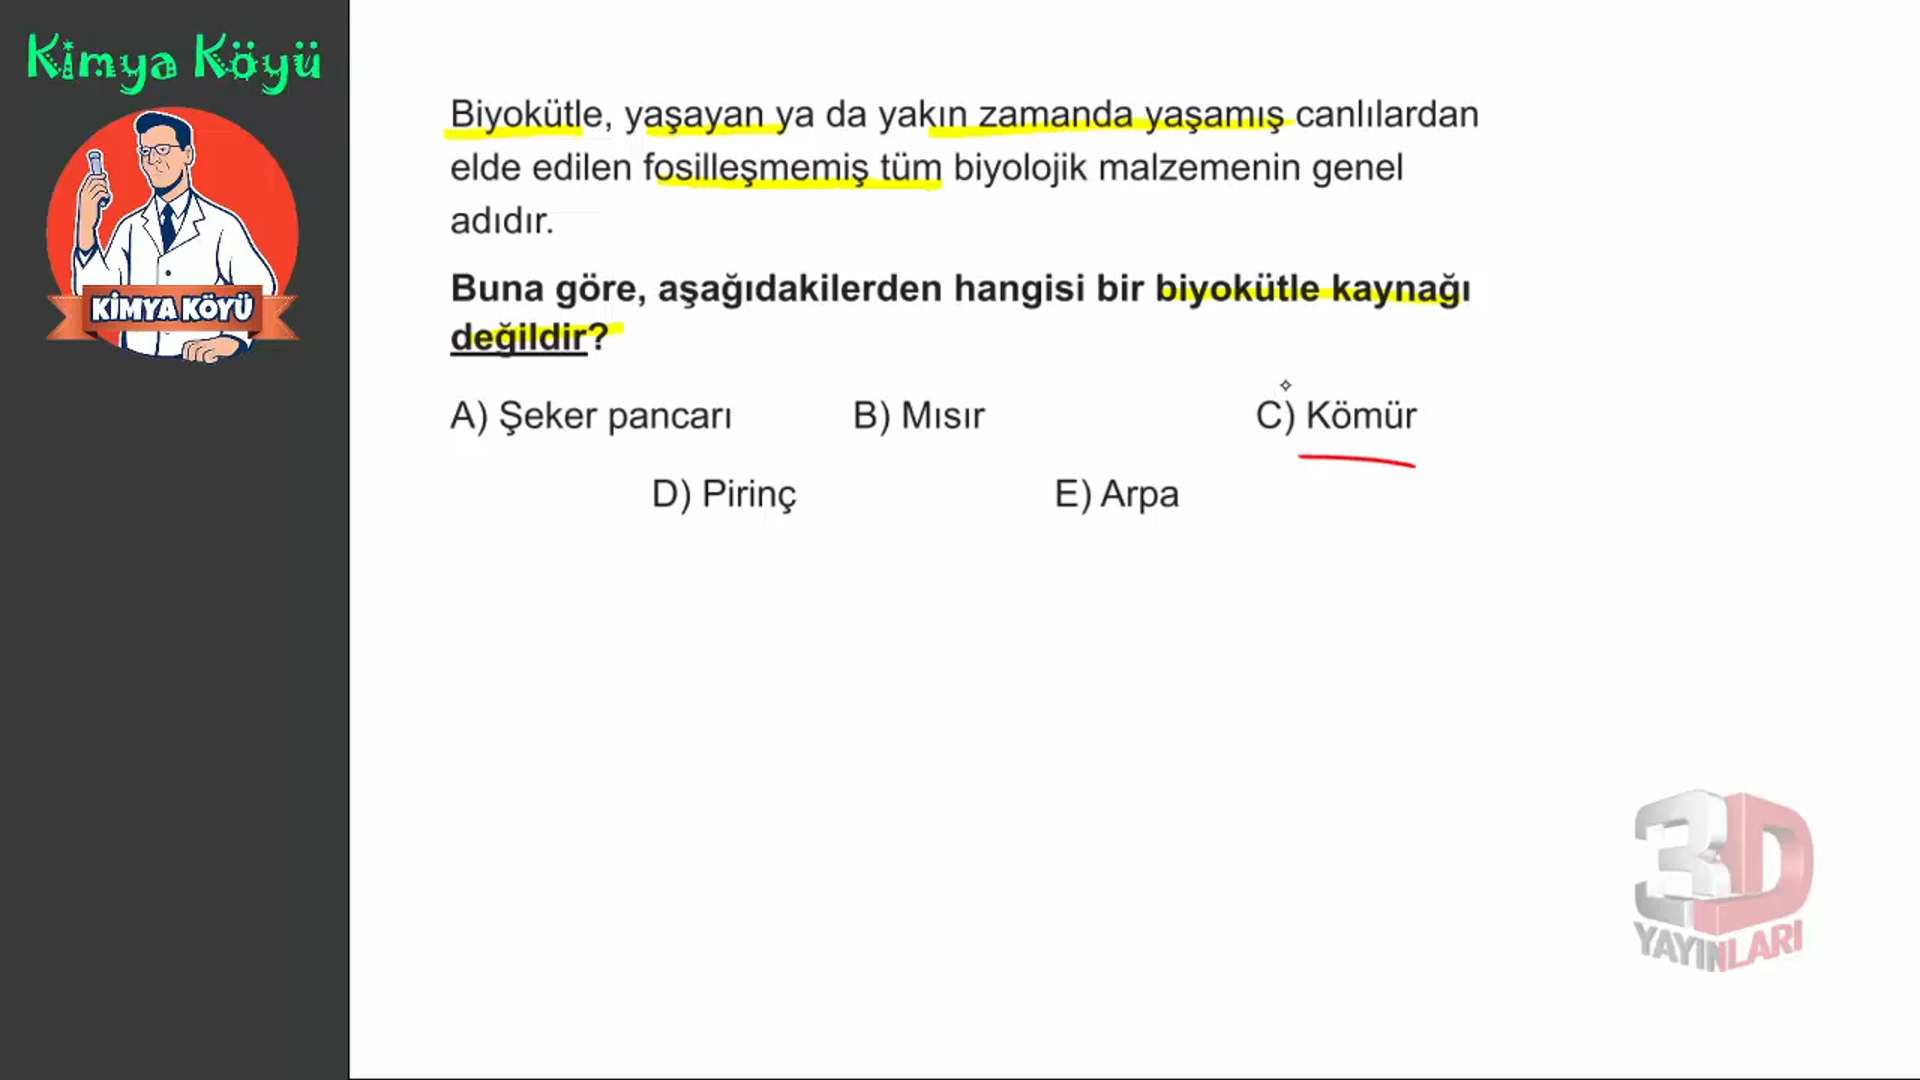 Kimya Köyü
KİMYA KÖYÜ
Biyokütle, yaşayan ya da yakın zamanda yaşamış canlılardan
elde edilen fosilleşmemiş tüm biyolojik malzemenin genel
adıdır.
Buna göre, aşağıdakilerden hangisi bir biyokütle kaynağı
değildir?
A) Şeker pancarı B) Mısır C) Kömür
D) Pirinç E) Arpa
3D
YAYINLARI